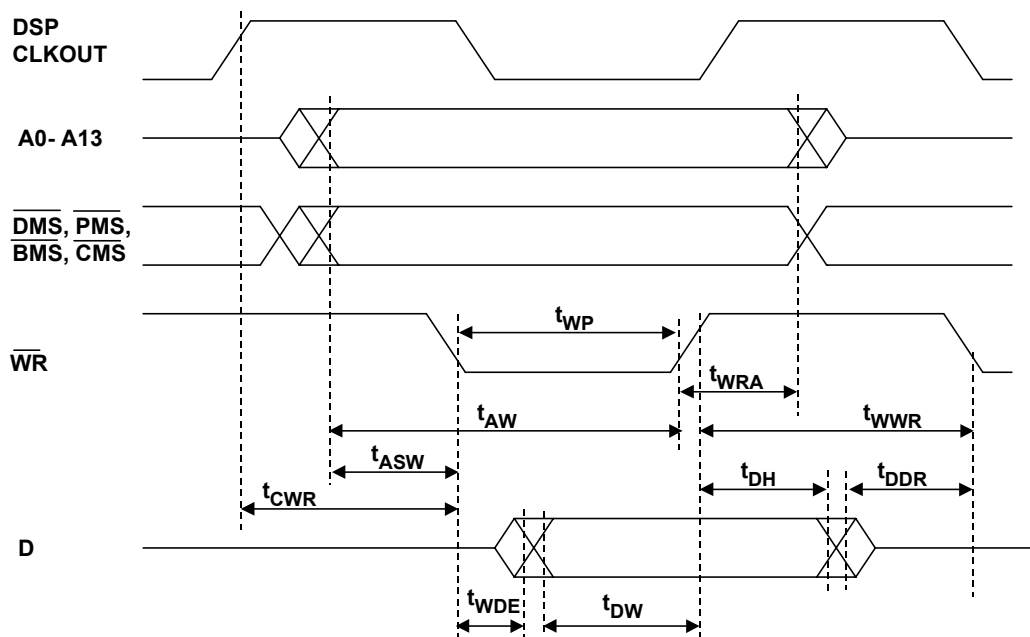 DSP
CLKOUT
A0- A13
DMS, PMS,
BMS, CMS
tWP
WR
tWRA
tAW
tWWR
tASW
tDH
tDDR
tCWR
D
tWDE
tDW